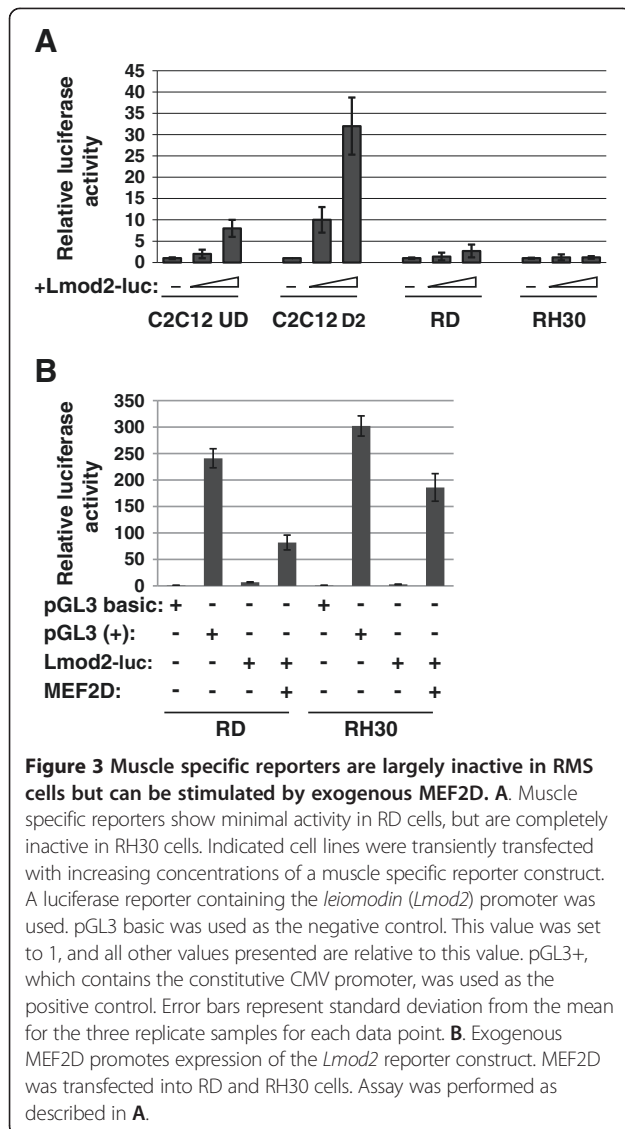 A
45
40
35
30
25
20
15
10
5
0
Relative luciferase
activity
+Lmod2-luc: –  –  –  –
C2C12 UD C2C12 D2 RD RH30
B
350
300
250
200
150
100
50
0
Relative luciferase
activity
pGL3 basic: + - - - + - - -
pGL3 (+): - + - - - + - -
Lmod2-luc: - - + + - - + +
MEF2D: - - - + - - - +
RD RH30
Figure 3 Muscle specific reporters are largely inactive in RMS
cells but can be stimulated by exogenous MEF2D. A. Muscle
specific reporters show minimal activity in RD cells, but are completely
inactive in RH30 cells. Indicated cell lines were transiently transfected
with increasing concentrations of a muscle specific reporter construct.
A luciferase reporter containing the leiomodin (Lmod2) promoter was
used. pGL3 basic was used as the negative control. This value was set
to 1, and all other values presented are relative to this value. pGL3+,
which contains the constitutive CMV promoter, was used as the
positive control. Error bars represent standard deviation from the mean
for the three replicate samples for each data point. B. Exogenous
MEF2D promotes expression of the Lmod2 reporter construct. MEF2D
was transfected into RD and RH30 cells. Assay was performed as
described in A.